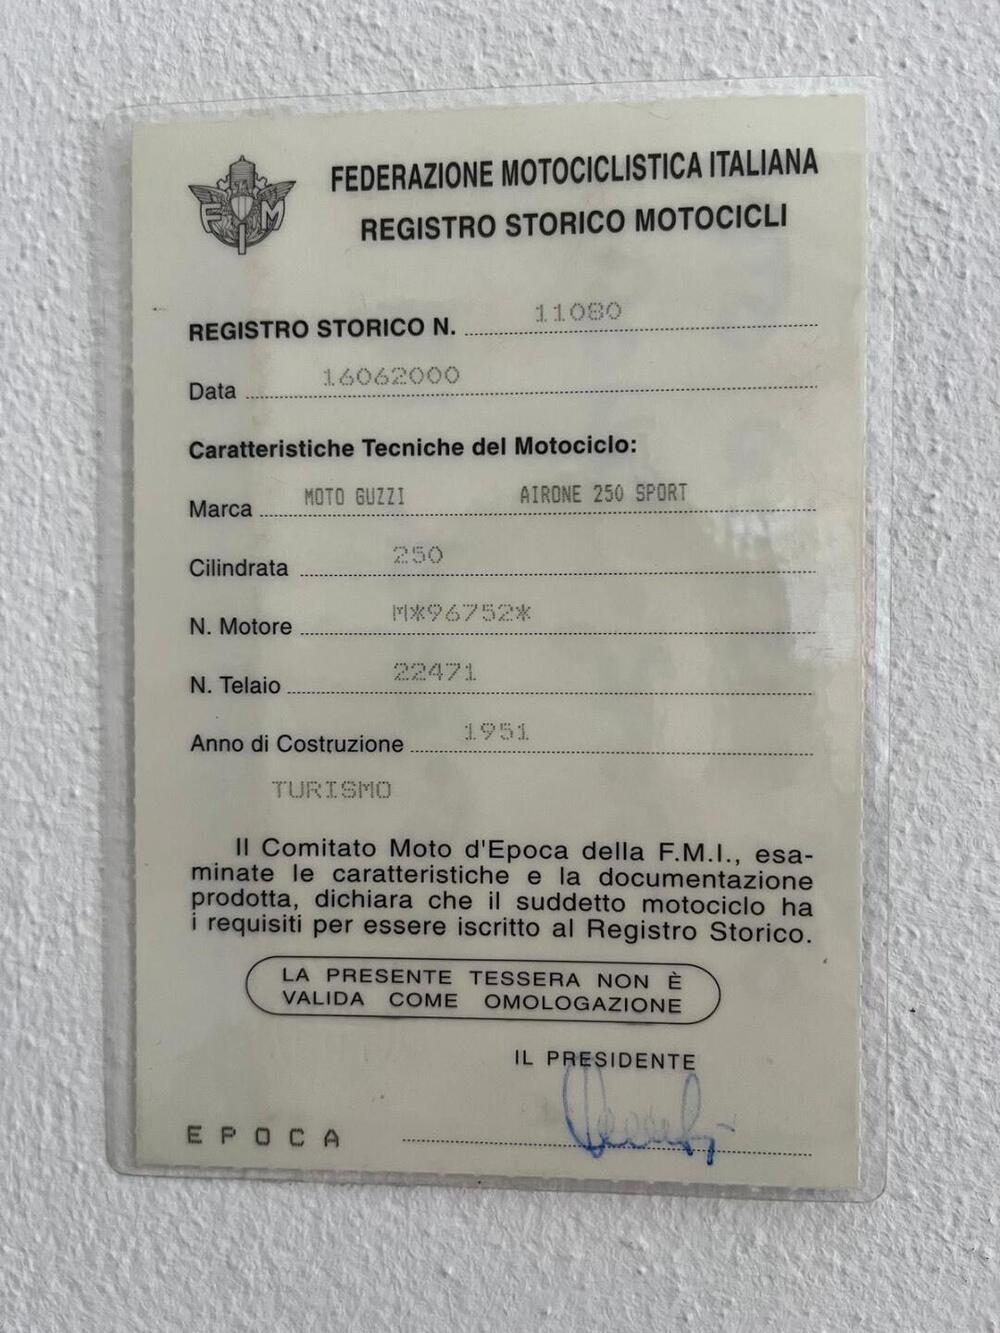 FIM
FEDERAZIONE MOTOCICLISTICA ITALIANA
REGISTRO STORICO MOTOCICLI
REGISTRO STORICO N. 11080
Data 16062000
Caratteristiche Tecniche del Motociclo:
Marca MOTO GUZZI AIRONE 250 SPORT
Cilindrata 250
N. Motore M*96752*
N. Telaio 22471
Anno di Costruzione 1951
TURISMO
Il Comitato Moto d'Epoca della F.M.I., esa-
minate le caratteristiche e la documentazione
prodotta, dichiara che il suddetto motociclo ha
i requisiti per essere iscritto al Registro Storico.
LA PRESENTE TESSERA NON È
VALIDA COME OMOLOGAZIONE
IL PRESIDENTE
EPOCA